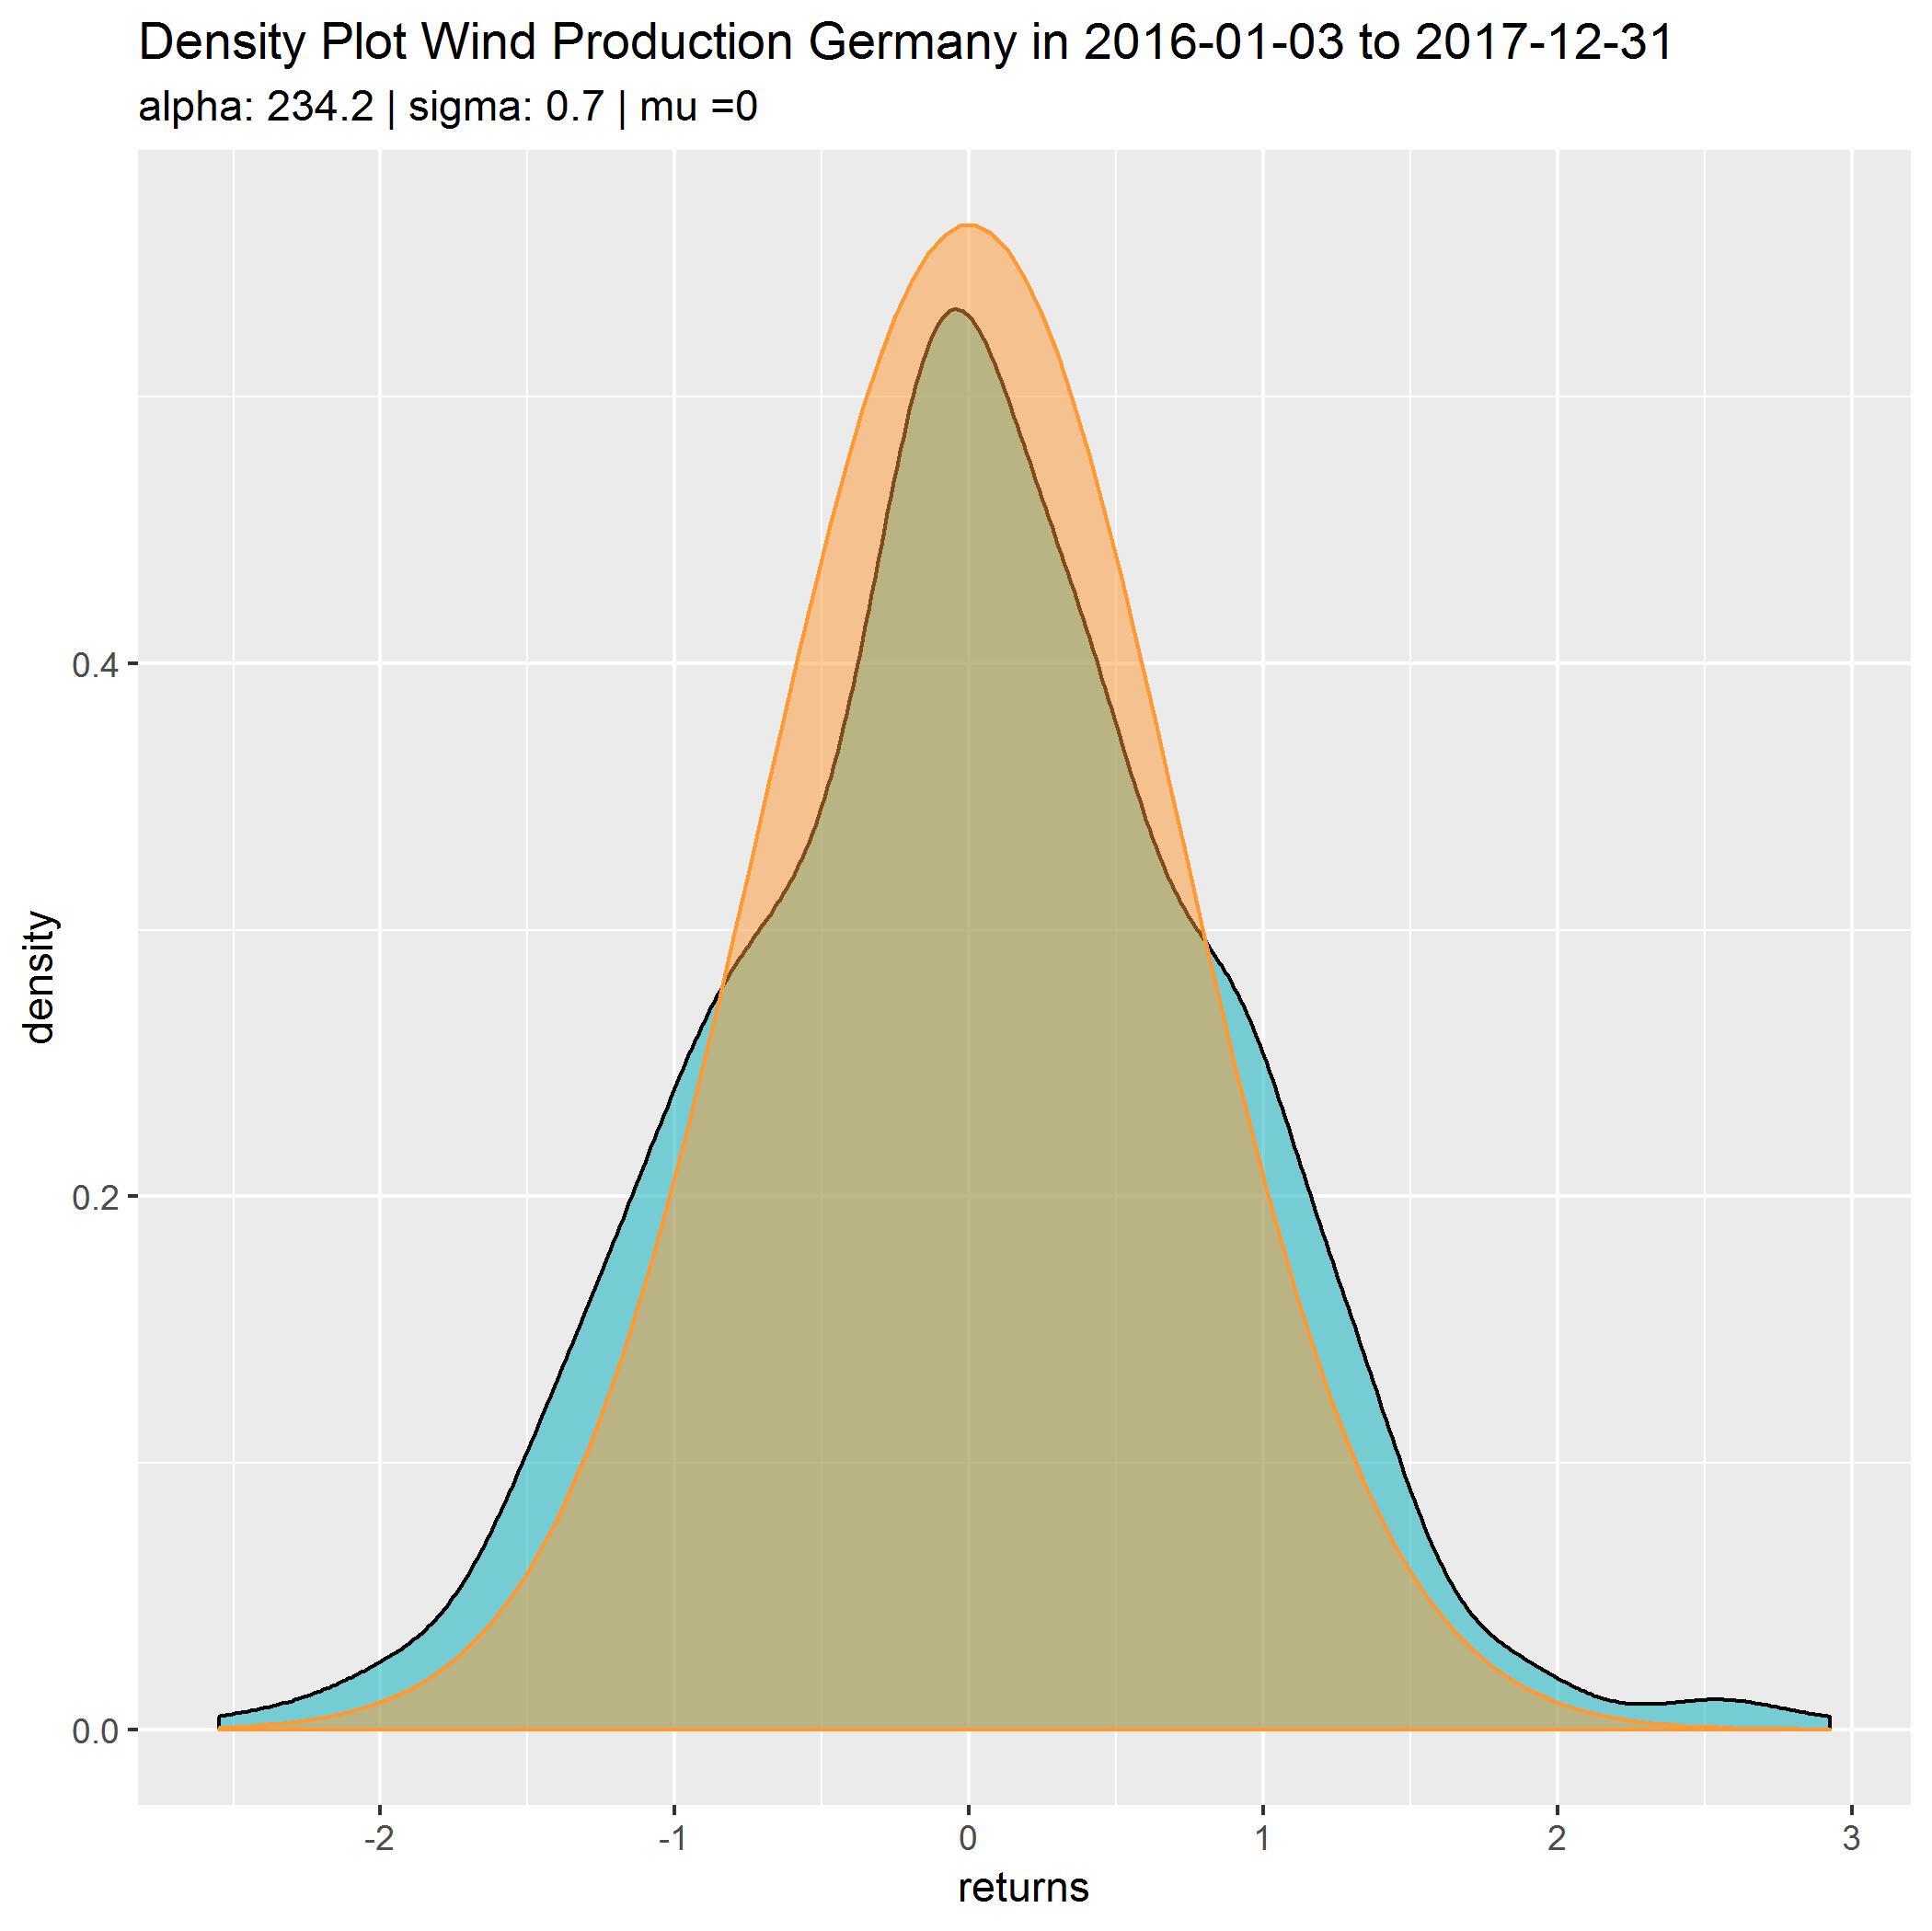 Density Plot Wind Production Germany in 2016-01-03 to 2017-12-31
alpha: 234.2 | sigma: 0.7 | mu =0
density
0.4
0.2
0.0
-2
-1
0
1
2
3
returns